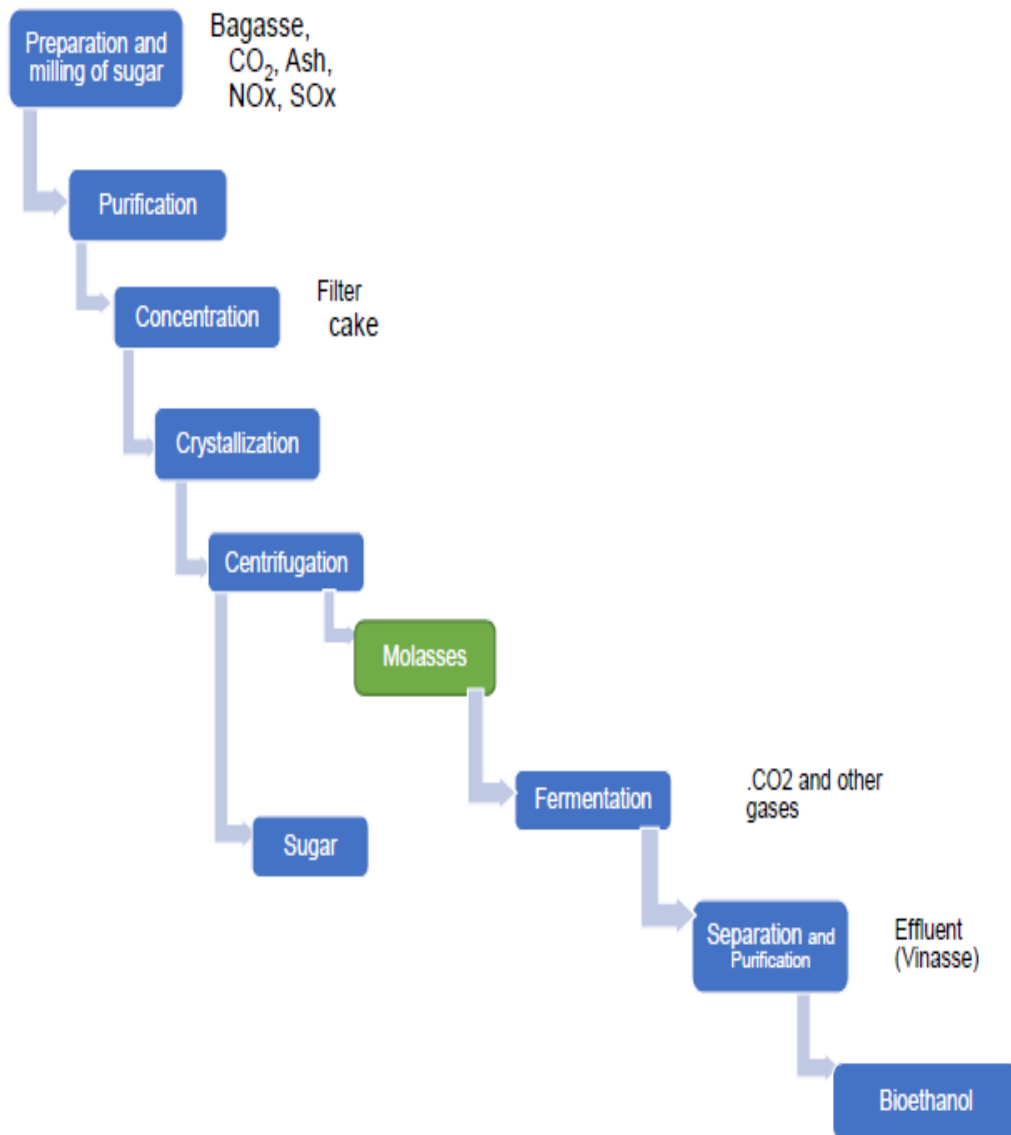 Preparation and
milling of sugar
Bagasse,
CO₂, Ash,
NOx, SOx
Purification
Concentration
Filter
cake
Crystallization
Centrifugation
Molasses
Fermentation
.CO2 and other
gases
Sugar
Separation and
Purification
Effluent
(Vinasse)
Bioethanol